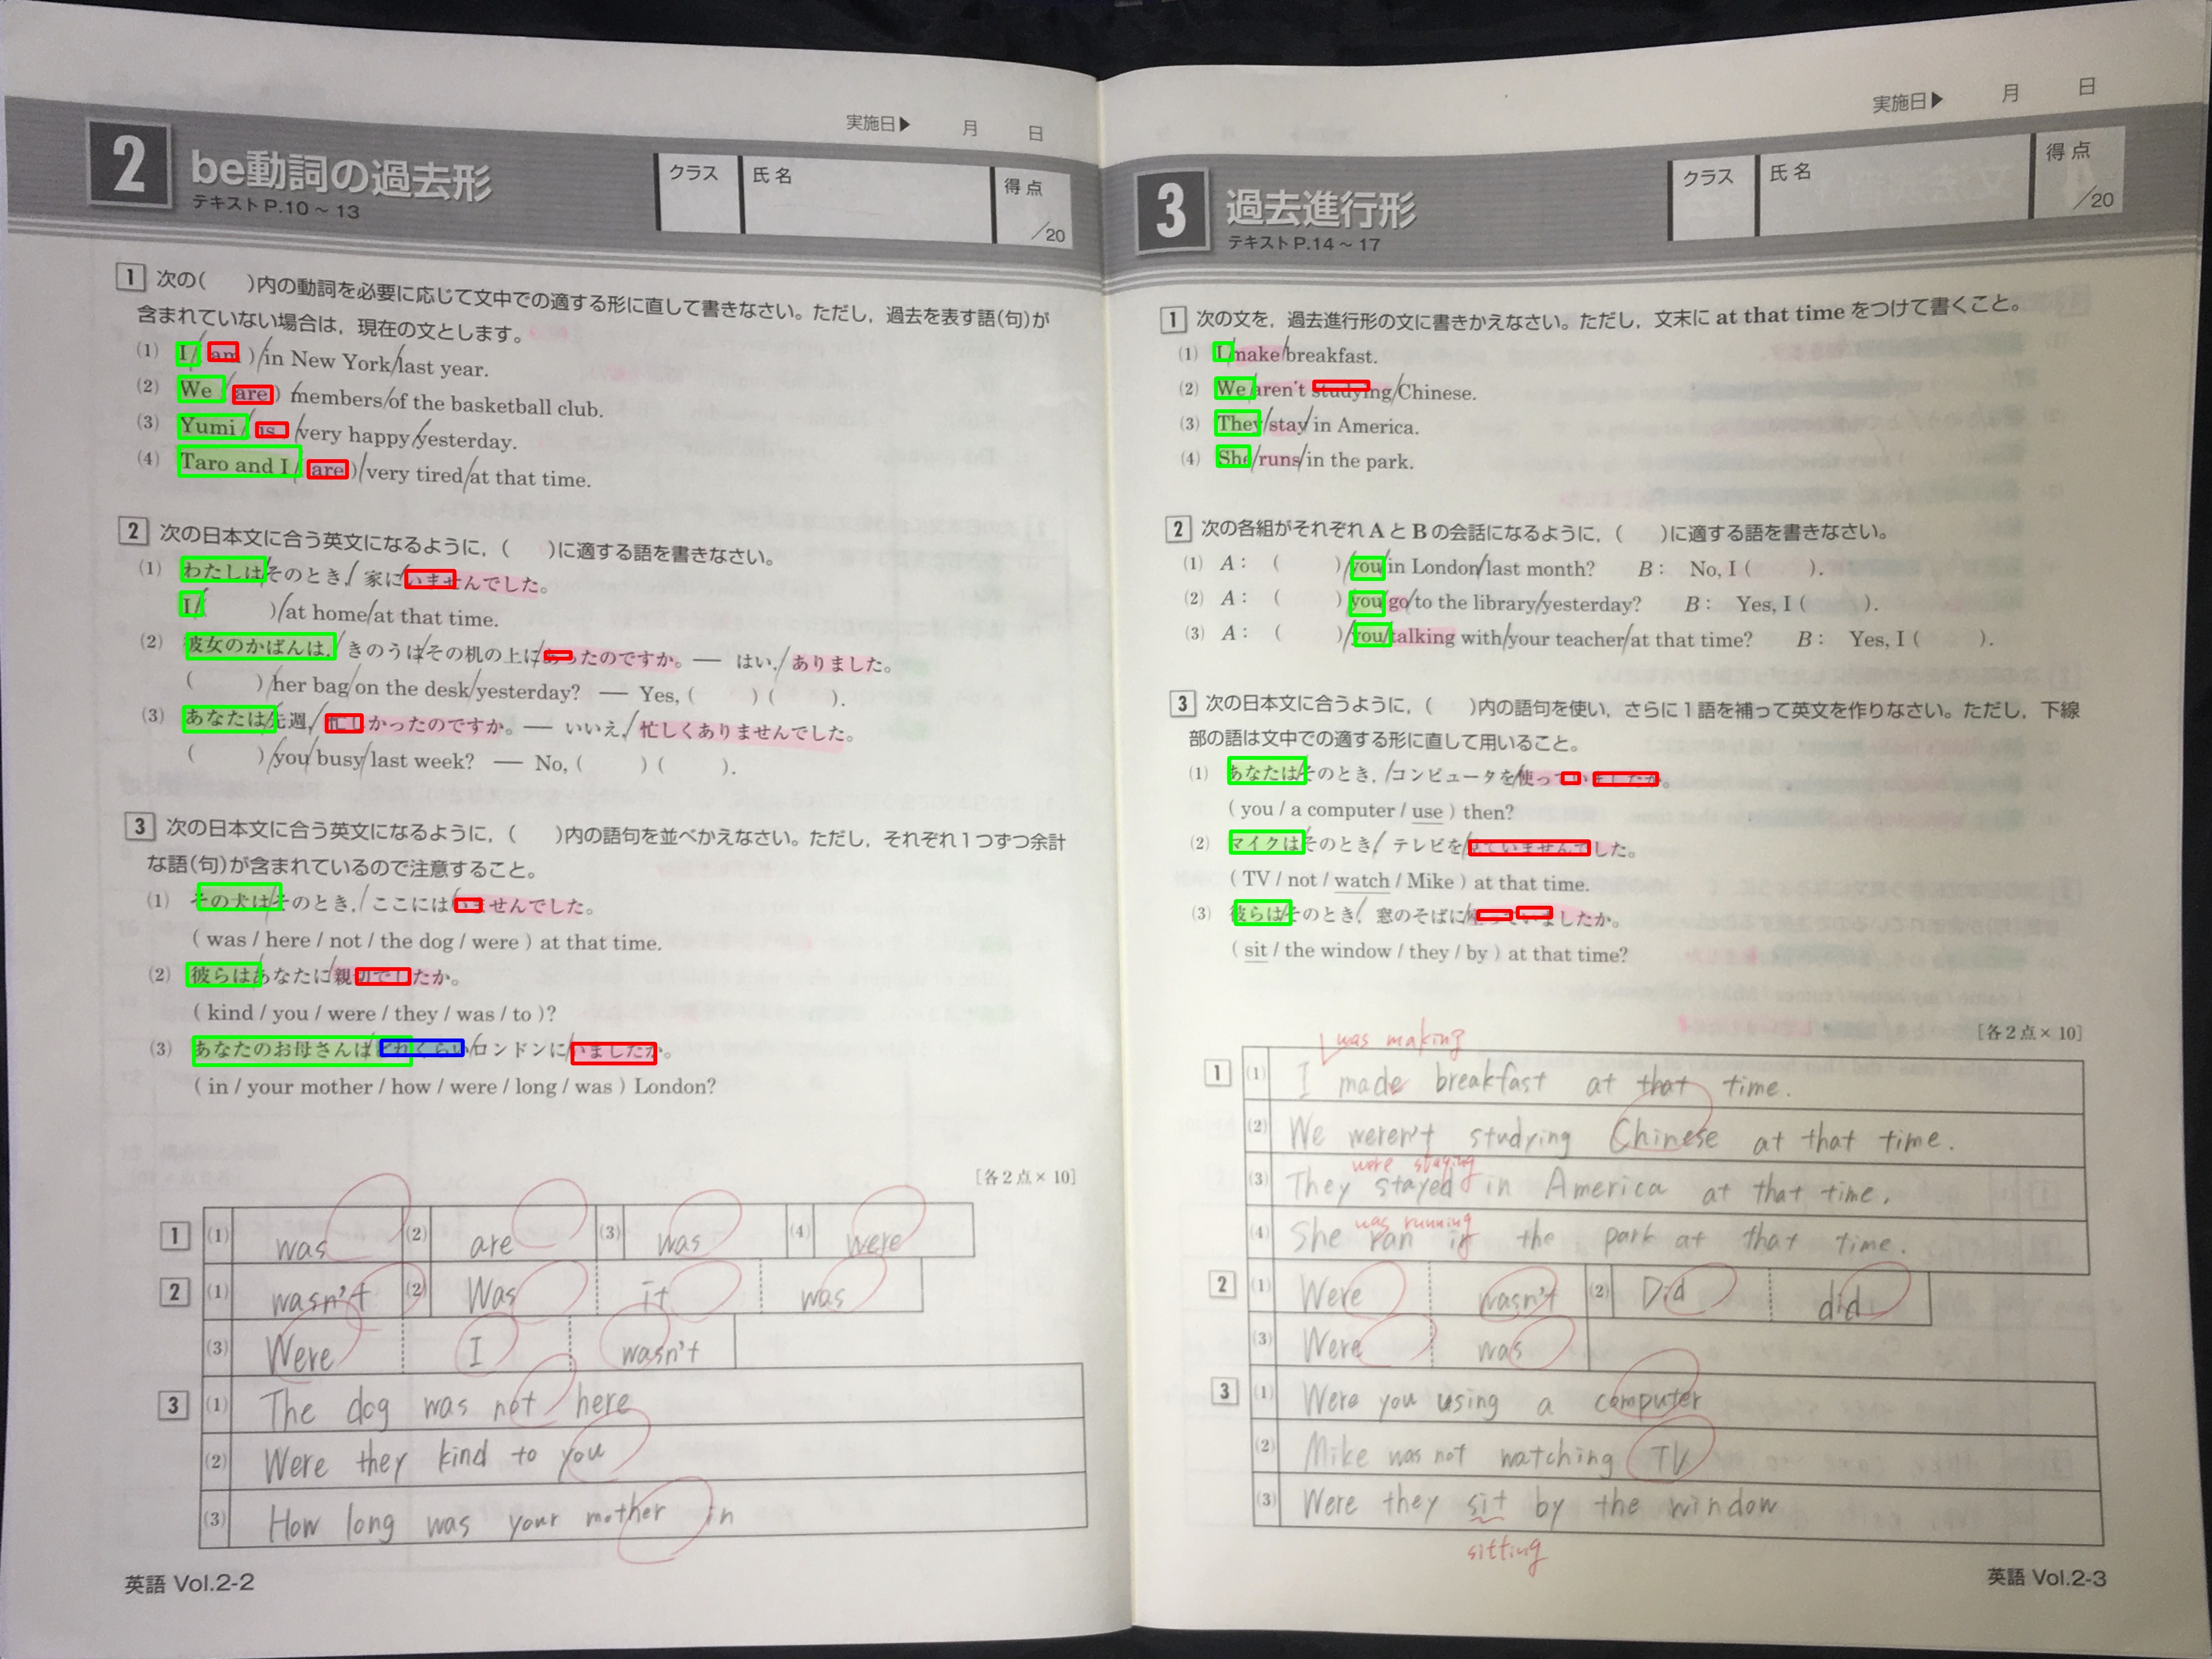 実施日▶ 月 日
2 be動詞の過去形
テキストP.10～13
クラス 氏名 得点 /20
1 次の( )内の動詞を必要に応じて文中での適する形に直して書きなさい。ただし，過去を表す語(句)が
含まれていない場合は，現在の文とします。
(1) I ( am ) in New York last year.
(2) We ( are ) members of the basketball club.
(3) Yumi ( is ) very happy yesterday.
(4) Taro and I ( are ) very tired at that time.
2 次の日本文に合う英文になるように，( )に適する語を書きなさい。
(1) わたしはそのとき，家にいませんでした。
I ( ) at home at that time.
(2) 彼女のかばんは，きのうはその机の上にあったのですか。― はい，ありました。
( ) her bag on the desk yesterday? ― Yes, ( ) ( ).
(3) あなたは先週，忙しかったのですか。― いいえ，忙しくありませんでした。
( ) you busy last week? ― No, ( ) ( ).
3 次の日本文に合う英文になるように，( )内の語句を並べかえなさい。ただし，それぞれ1つずつ余計
な語(句)が含まれているので注意すること。
(1) その犬はそのとき，ここにはいませんでした。
( was / here / not / the dog / were ) at that time.
(2) 彼らはあなたに親切でしたか。
( kind / you / were / they / was / to )?
(3) あなたのお母さんはどれくらいロンドンにいましたか。
( in / your mother / how / were / long / was ) London?
[各2点×10]
1 (1) was (2) are (3) was (4) were
2 (1) wasn't (2) Was it was
(3) Were I wasn't
3 (1) The dog was not here
(2) Were they kind to you
(3) How long was your mother in
英語 Vol.2-2
実施日▶ 月 日
3 過去進行形
テキストP.14～17
クラス 氏名 得点 /20
1 次の文を，過去進行形の文に書きかえなさい。ただし，文末に at that time をつけて書くこと。
(1) I make breakfast.
(2) We aren't studying Chinese.
(3) They stay in America.
(4) She runs in the park.
2 次の各組がそれぞれAとBの会話になるように，( )に適する語を書きなさい。
(1) A： ( ) you in London last month? B： No, I ( ).
(2) A： ( ) you go to the library yesterday? B： Yes, I ( ).
(3) A： ( ) you talking with your teacher at that time? B： Yes, I ( ).
3 次の日本文に合うように，( )内の語句を使い，さらに1語を補って英文を作りなさい。ただし，下線
部の語は文中での適する形に直して用いること。
(1) あなたはそのとき，コンピュータを使っていましたか。
( you / a computer / use ) then?
(2) マイクはそのとき，テレビを見ていませんでした。
( TV / not / watch / Mike ) at that time.
(3) 彼らはそのとき，窓のそばに座っていましたか。
( sit / the window / they / by ) at that time?
[各2点×10]
was making
1 (1) I made breakfast at that time.
(2) We weren't studying Chinese at that time.
were staying
(3) They stayed in America at that time.
was running
(4) She ran in the park at that time.
2 (1) Were wasn't (2) Did did
(3) Were was
3 (1) Were you using a computer
(2) Mike was not watching TV
(3) Were they sit by the window
sitting
英語 Vol.2-3